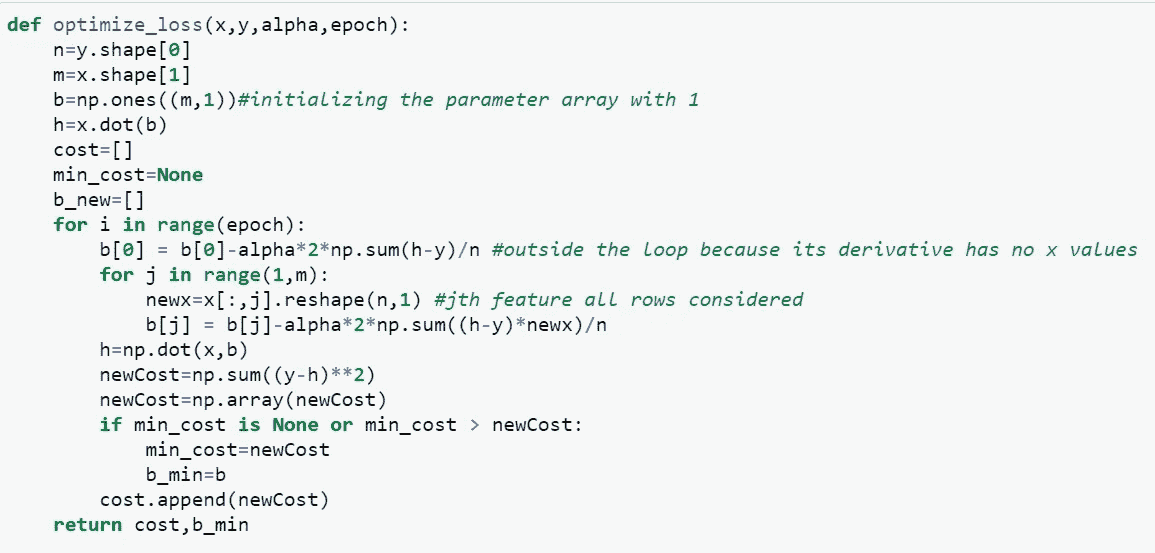 def optimize_loss(x,y,alpha,epoch):
    n=y.shape[0]
    m=x.shape[1]
    b=np.ones((m,1))#initializing the parameter array with 1
    h=x.dot(b)
    cost=[]
    min_cost=None
    b_new=[]
    for i in range(epoch):
        b[0] = b[0]-alpha*2*np.sum(h-y)/n #outside the loop because its derivative has no x values
        for j in range(1,m):
            newx=x[:,j].reshape(n,1) #jth feature all rows considered
            b[j] = b[j]-alpha*2*np.sum((h-y)*newx)/n
        h=np.dot(x,b)
        newCost=np.sum((y-h)**2)
        newCost=np.array(newCost)
        if min_cost is None or min_cost > newCost:
            min_cost=newCost
            b_min=b
        cost.append(newCost)
    return cost,b_min